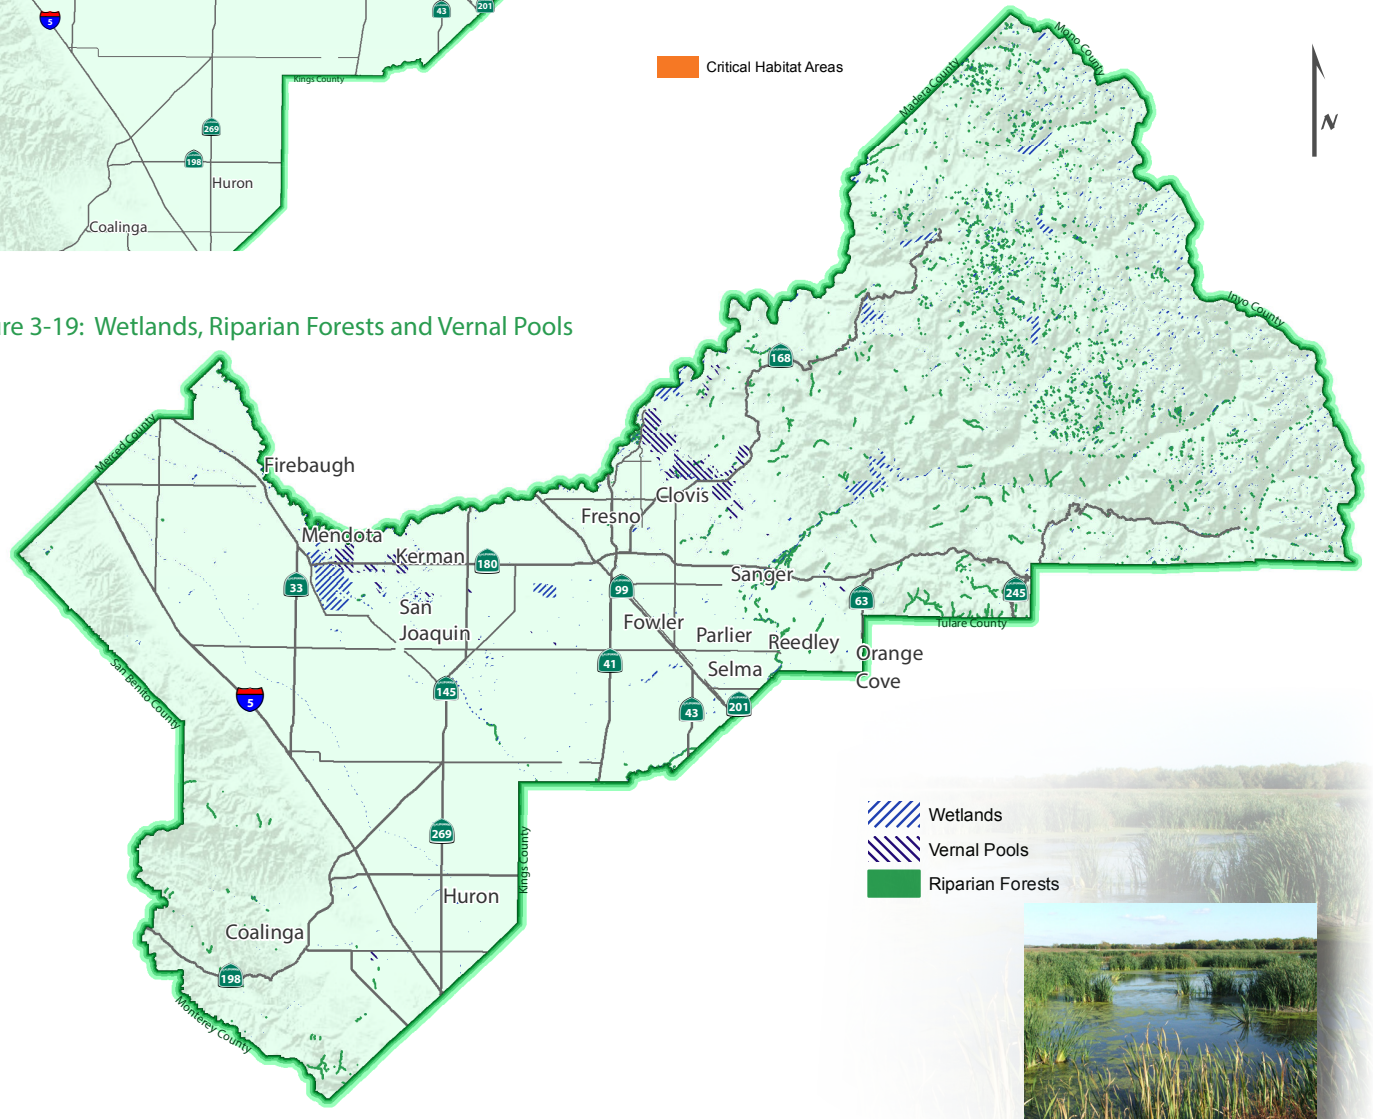 5
43
201
Kings County
269
198
Huron
Coalinga
Critical Habitat Areas
N
Mono County
Madera County
Inyo County
168
re 3-19: Wetlands, Riparian Forests and Vernal Pools
Merced County
Firebaugh
Mendota
Kerman
180
33
San
Joaquin
Clovis
Fresno
99
Sanger
63
245
Tulare County
Fowler
Parlier
Reedley
Orange
Cove
Selma
41
43
201
145
San Benito County
5
269
Kings County
Huron
Coalinga
198
Monterey County
Wetlands
Vernal Pools
Riparian Forests